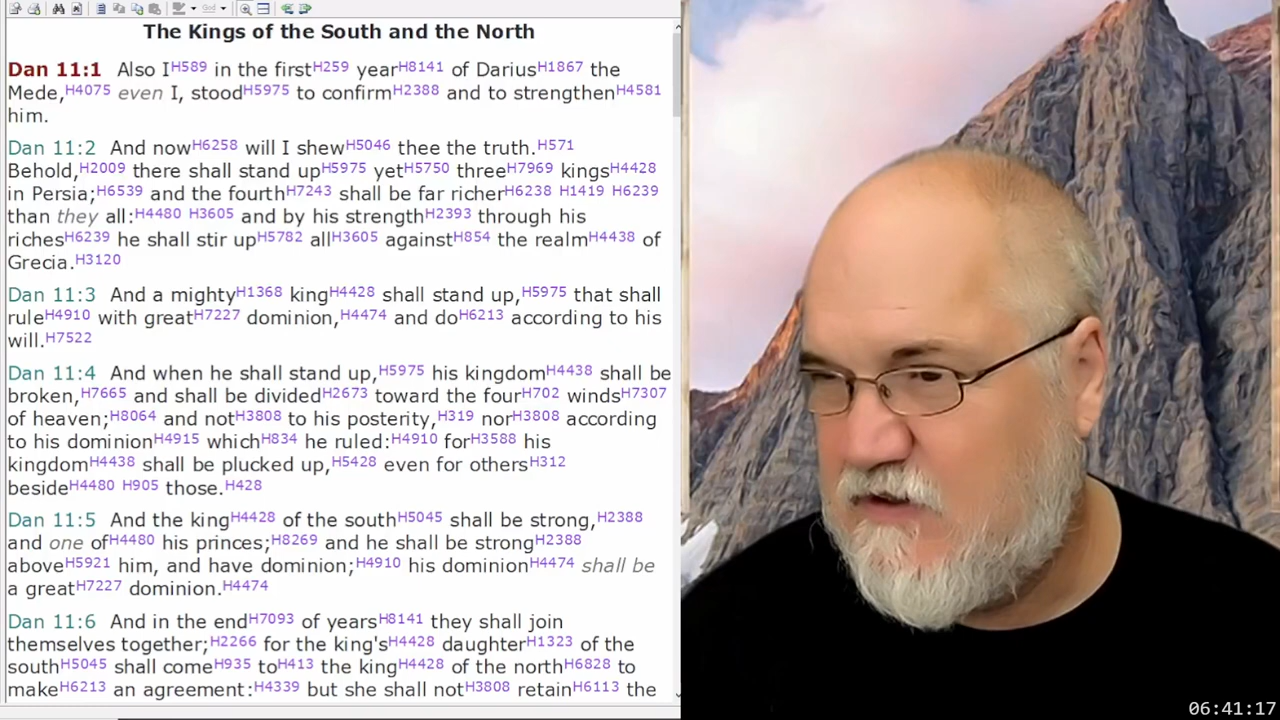 The Kings of the South and the North
Dan 11:1 Also IH589 in the firstH259 yearH8141 of DariusH1867 the
Mede,H4075 even I, stoodH5975 to confirmH2388 and to strengthenH4581
him.
Dan 11:2 And nowH6258 will I shewH5046 thee the truth.H571
Behold,H2009 there shall stand upH5975 yetH5750 threeH7969 kingsH4428
in Persia;H6539 and the fourthH7243 shall be far richerH6238 H1419 H6239
than they all:H4480 H3605 and by his strengthH2393 through his
richesH6239 he shall stir upH5782 allH3605 againstH854 the realmH4438 of
Grecia.H3120
Dan 11:3 And a mightyH1368 kingH4428 shall stand up,H5975 that shall
ruleH4910 with greatH7227 dominion,H4474 and doH6213 according to his
will.H7522
Dan 11:4 And when he shall stand up,H5975 his kingdomH4438 shall be
broken,H7665 and shall be dividedH2673 toward the fourH702 windsH7307
of heaven;H8064 and notH3808 to his posterity,H319 norH3808 according
to his dominionH4915 whichH834 he ruled:H4910 forH3588 his
kingdomH4438 shall be plucked up,H5428 even for othersH312
besideH4480 H905 those.H428
Dan 11:5 And the kingH4428 of the southH5045 shall be strong,H2388
and one ofH4480 his princes;H8269 and he shall be strongH2388
aboveH5921 him, and have dominion;H4910 his dominionH4474 shall be
a greatH7227 dominion.H4474
Dan 11:6 And in the endH7093 of yearsH8141 they shall join
themselves together;H2266 for the king'sH4428 daughterH1323 of the
southH5045 shall comeH935 toH413 the kingH4428 of the northH6828 to
makeH6213 an agreement:H4339 but she shall notH3808 retainH6113 the
06:41:17